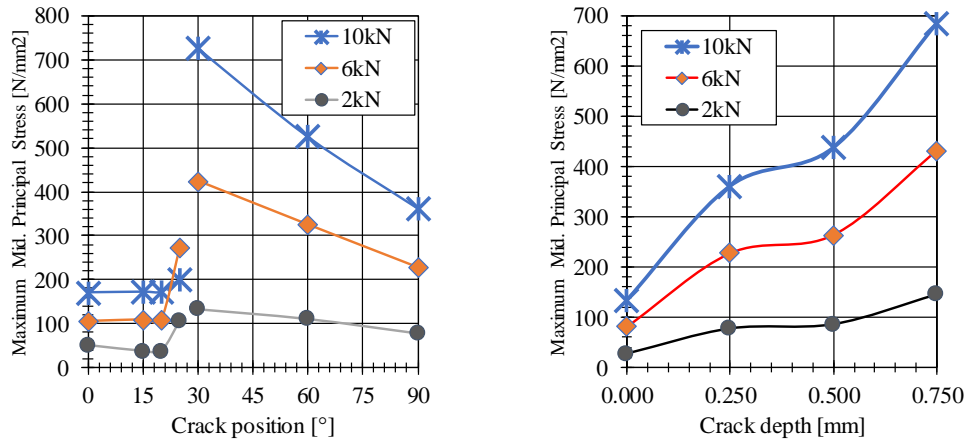 Maximum Mid. Principal Stress [N/mm2]
800
700
600
500
400
300
200
100
0
10kN
6kN
2kN
0 15 30 45 60 75 90
Crack position [°]
Maximum Mid. Principal Stress [N/mm2]
700
600
500
400
300
200
100
0
10kN
6kN
2kN
0.000 0.250 0.500 0.750
Crack depth [mm]